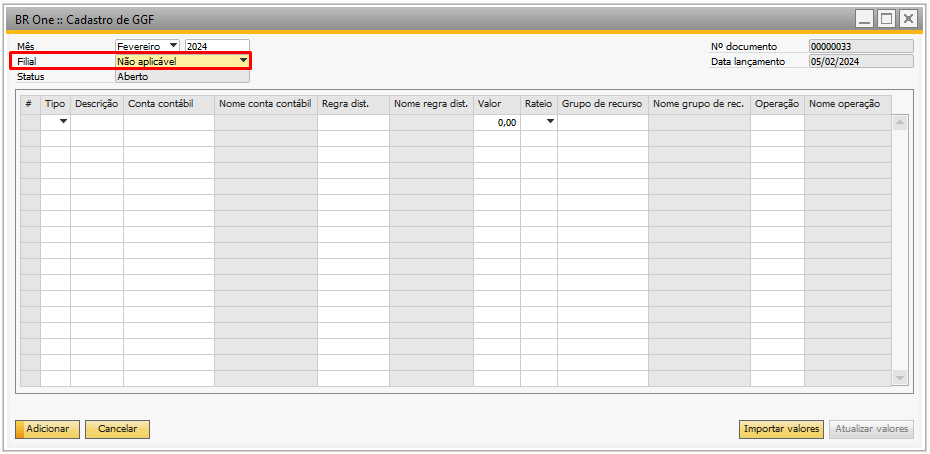 BR One :: Cadastro de GGF
Mês Fevereiro 2024 Nº documento 00000033
Filial Não aplicável Data lançamento 05/02/2024
Status Aberto
# Tipo Descrição Conta contábil Nome conta contábil Regra dist. Nome regra dist. Valor Rateio Grupo de recurso Nome grupo de rec. Operação Nome operação
0,00
Adicionar Cancelar Importar valores Atualizar valores